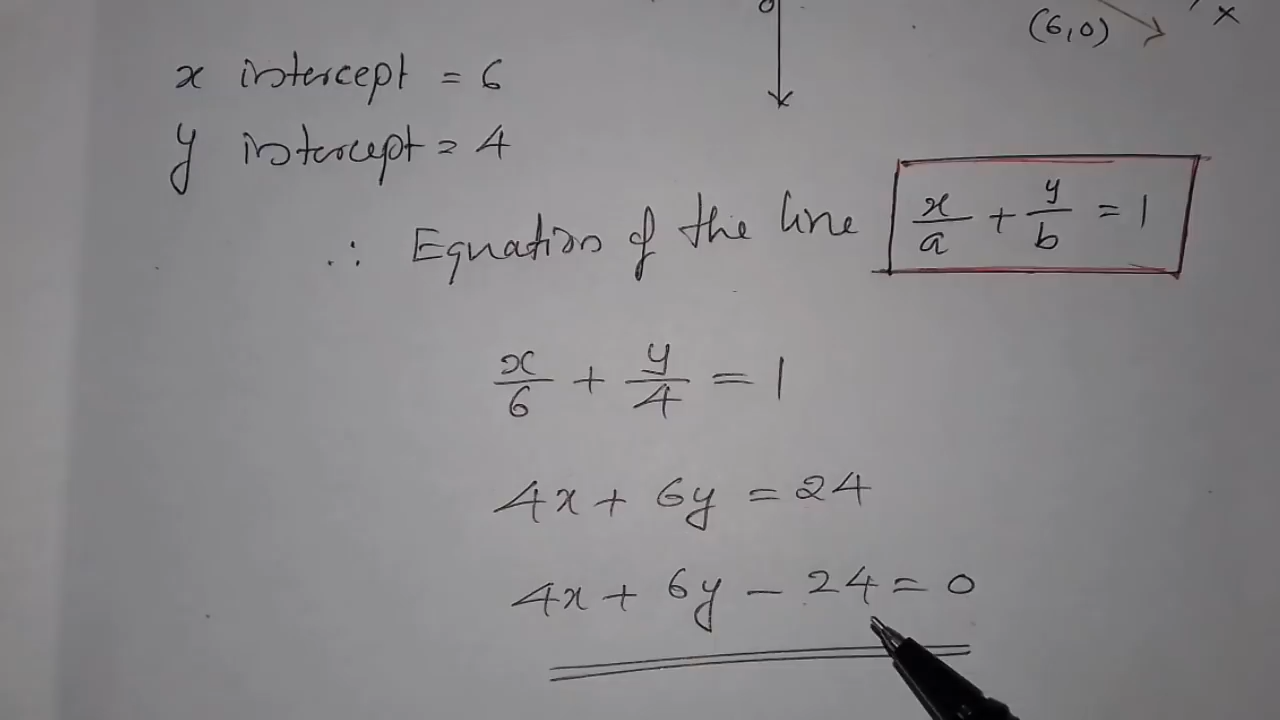 0
(6,0)
x
x intercept = 6
y intercept = 4
∴ Equation of the line x/a + y/b = 1
x/6 + y/4 = 1
4x + 6y = 24
4x + 6y - 24 = 0